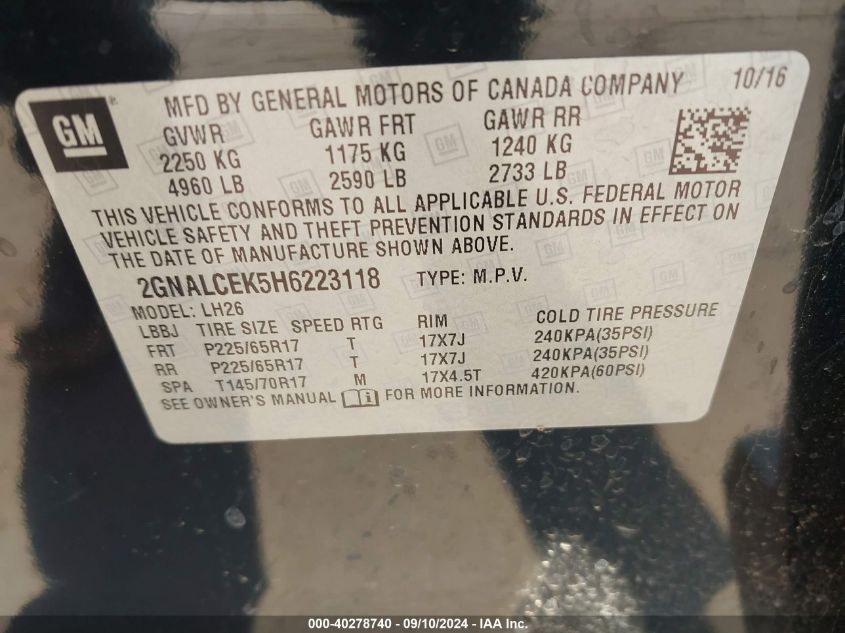 GM
MFD BY GENERAL MOTORS OF CANADA COMPANY 10/16
GVWR GAWR FRT GAWR RR
2250 KG 1175 KG 1240 KG
4960 LB 2590 LB 2733 LB
THIS VEHICLE CONFORMS TO ALL APPLICABLE U.S. FEDERAL MOTOR
VEHICLE SAFETY AND THEFT PREVENTION STANDARDS IN EFFECT ON
THE DATE OF MANUFACTURE SHOWN ABOVE.
2GNALCEK5H6223118 TYPE: M.P.V.
MODEL: LH26
LBBJ TIRE SIZE SPEED RTG RIM COLD TIRE PRESSURE
FRT P225/65R17 T 17X7J 240KPA(35PSI)
RR P225/65R17 T 17X7J 240KPA(35PSI)
SPA T145/70R17 M 17X4.5T 420KPA(60PSI)
SEE OWNER'S MANUAL i FOR MORE INFORMATION.
000-40278740 - 09/10/2024 - IAA Inc.